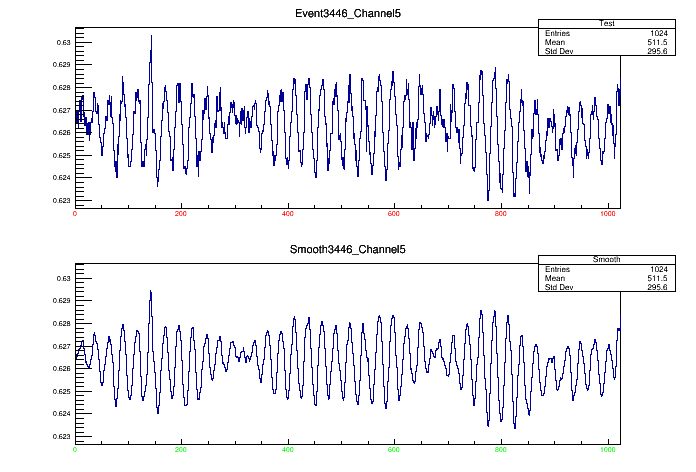 Event3446_Channel5
Test
Entries 1024
Mean 511.5
Std Dev 295.6
0.63
0.629
0.628
0.627
0.626
0.625
0.624
0.623
0 200 400 600 800 1000
Smooth3446_Channel5
Smooth
Entries 1024
Mean 511.5
Std Dev 295.6
0.63
0.629
0.628
0.627
0.626
0.625
0.624
0.623
0 200 400 600 800 1000